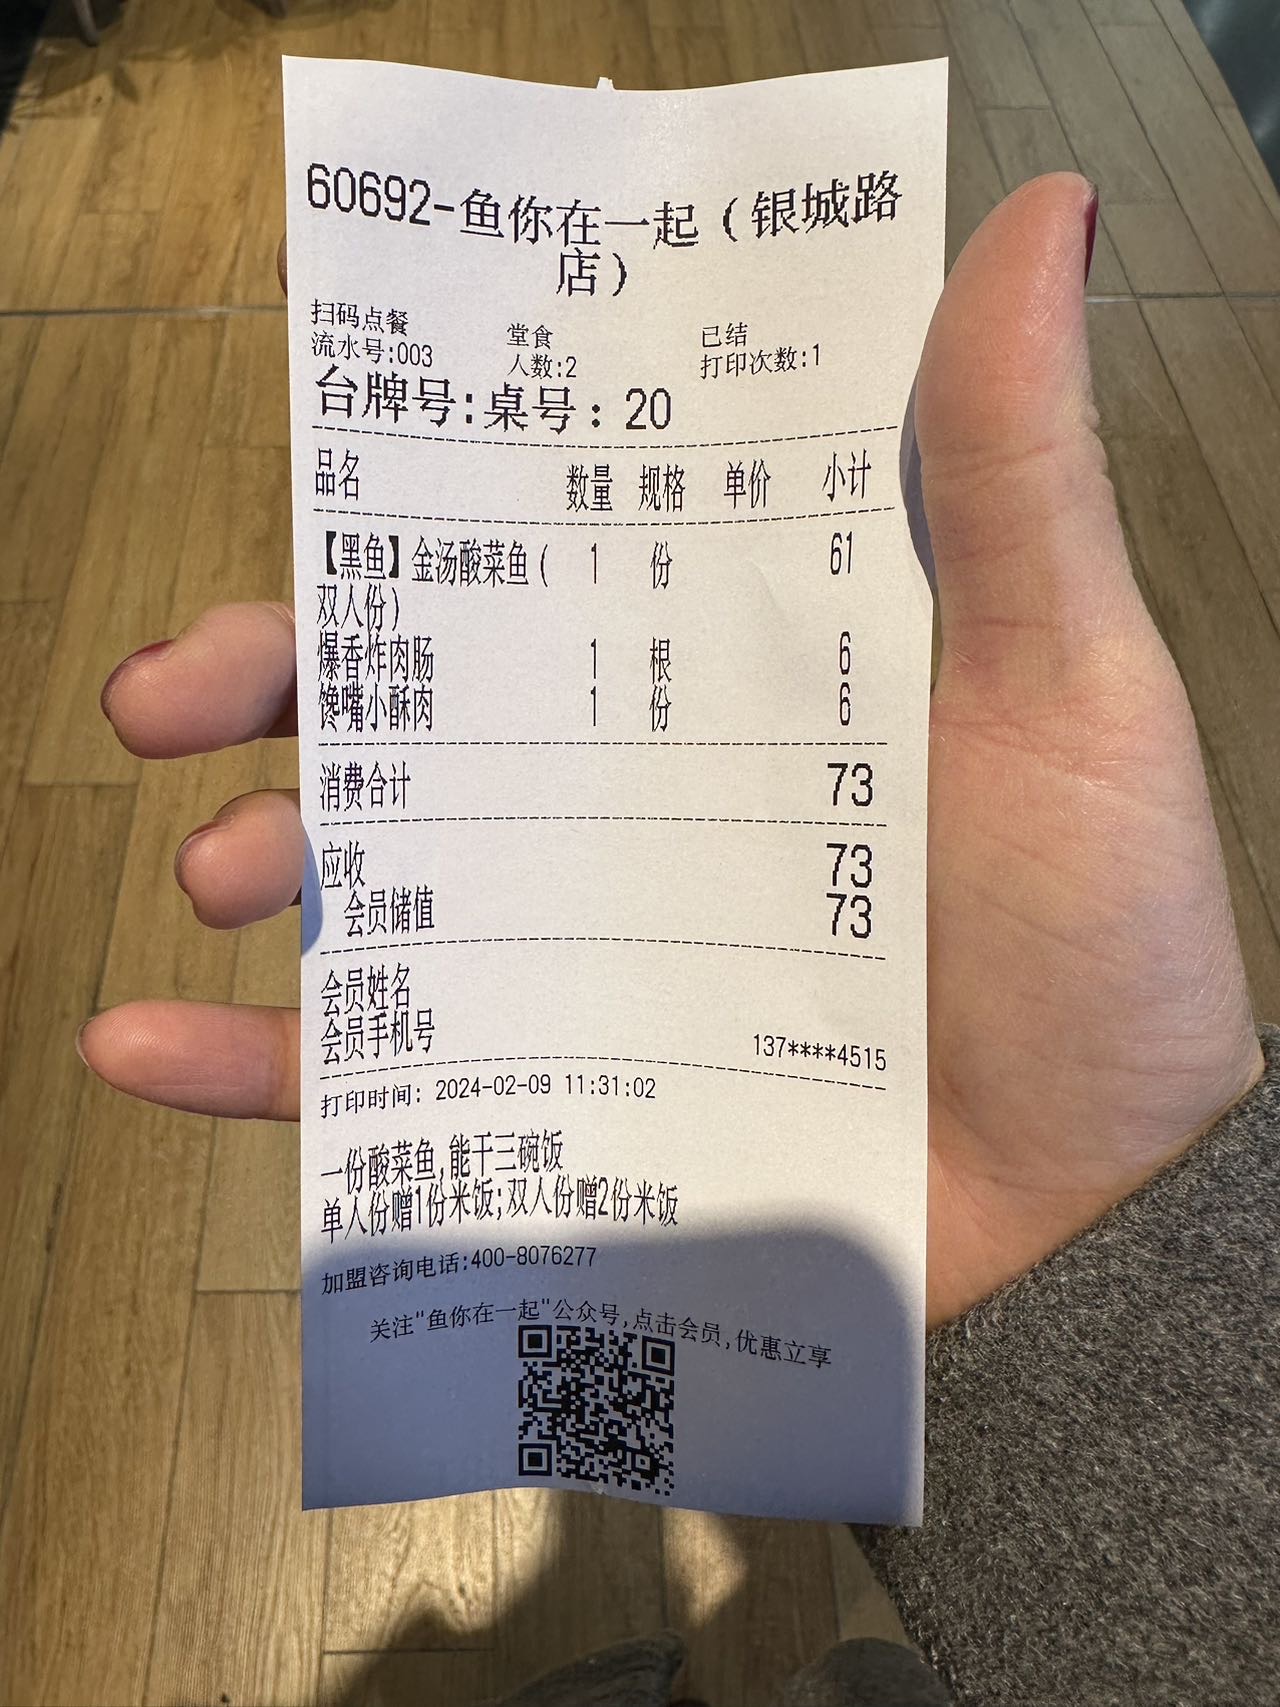 60692-鱼你在一起（银城路
店）
扫码点餐 堂食 已结
流水号:003 人数:2 打印次数:1
台牌号:桌号：20
品名 数量 规格 单价 小计
【黑鱼】金汤酸菜鱼( 1 份 61
双人份)
爆香炸肉肠 1 根 6
馋嘴小酥肉 1 份 6
消费合计 73
应收 73
会员储值 73
会员姓名
会员手机号 137****4515
打印时间: 2024-02-09 11:31:02
一份酸菜鱼,能干三碗饭
单人份赠1份米饭;双人份赠2份米饭
加盟咨询电话:400-8076277
关注"鱼你在一起"公众号,点击会员,优惠立享